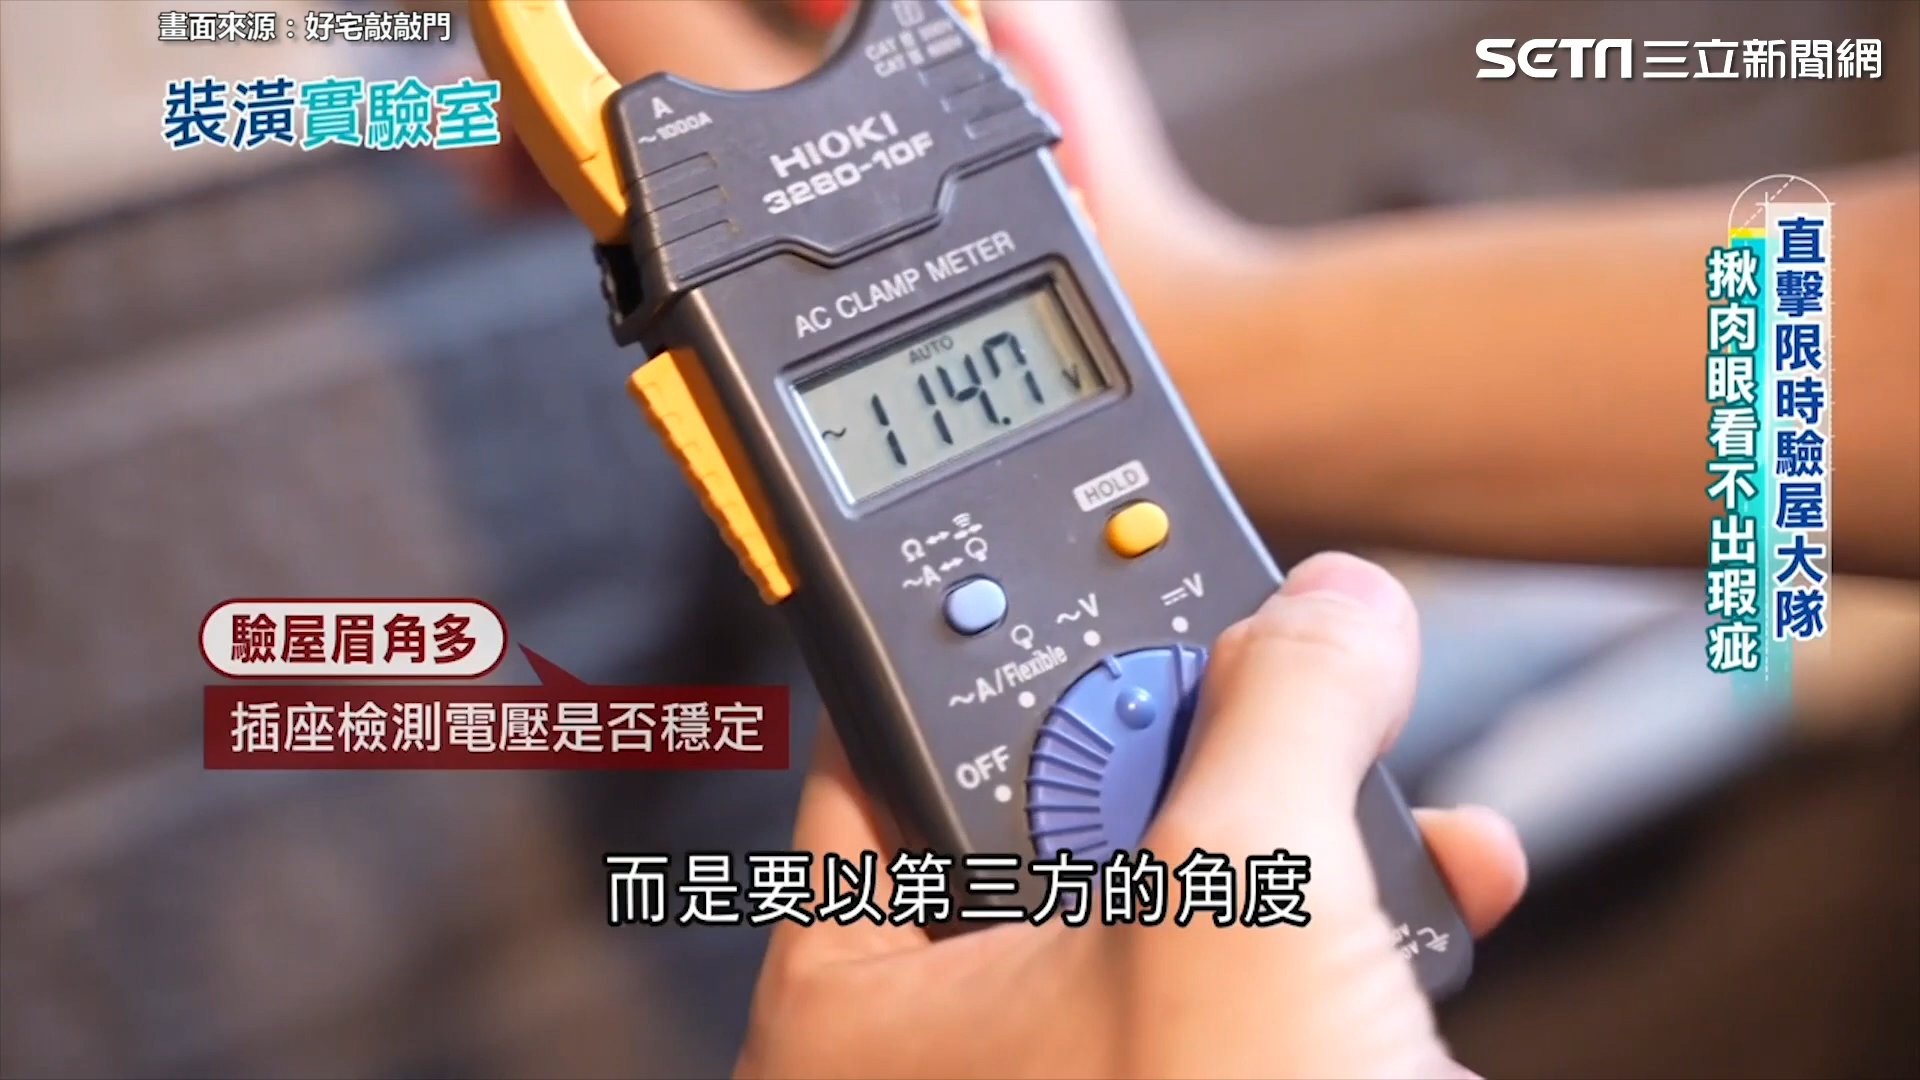 畫面來源：好宅敲敲門
SETN三立新聞網
裝潢實驗室
A
~1000A
HIOKI
3280-10F
AC CLAMP METER
AUTO
~114.7 V
HOLD
Ω↔
~A↔
~V
⎓V
~A/Flexible
OFF
直擊限時驗屋大隊
揪肉眼看不出瑕疵
驗屋眉角多
插座檢測電壓是否穩定
而是要以第三方的角度